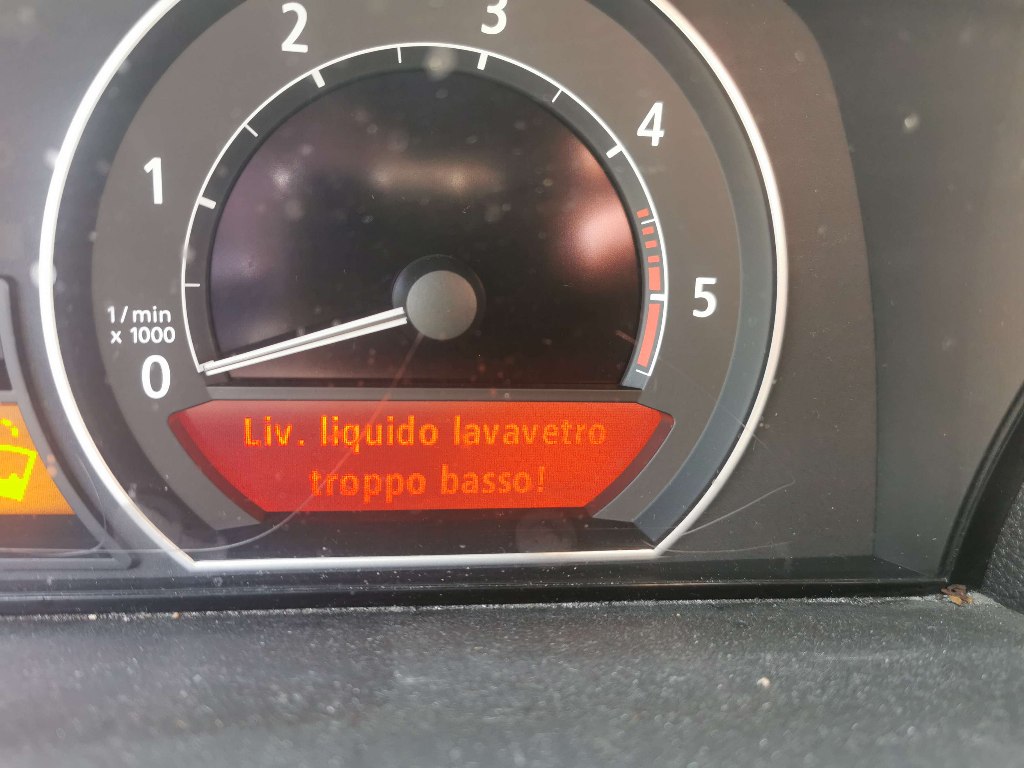 2
3
1
4
1/min
x 1000
5
0
Liv. liquido lavavetro
troppo basso!